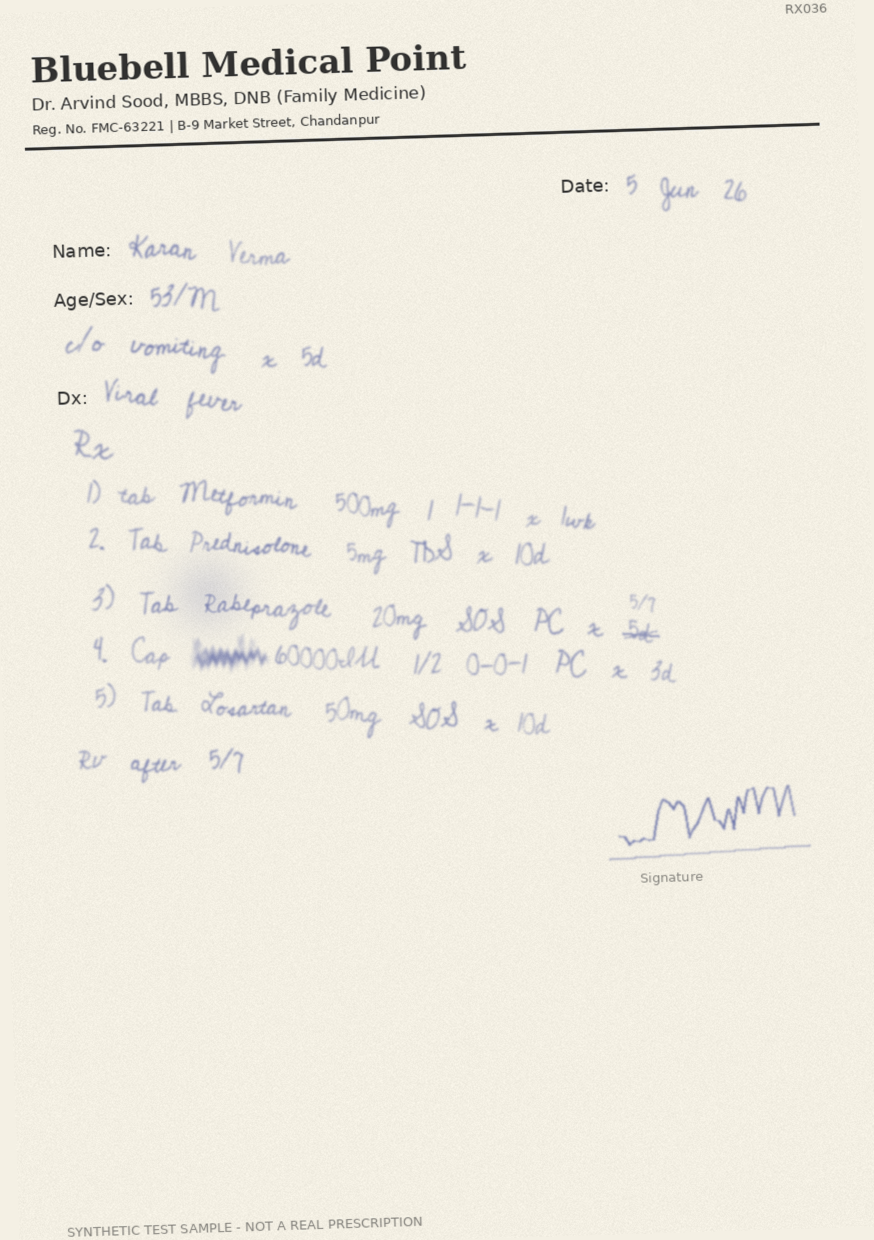 RX036
Bluebell Medical Point
Dr. Arvind Sood, MBBS, DNB (Family Medicine)
Reg. No. FMC-63221 | B-9 Market Street, Chandanpur
Date: 5 Jun 26
Name: Karan Verma
Age/Sex: 53/M
c/o vomiting x 5d
Dx: Viral fever
Rx
1) tab Metformin 500mg 1 1-1-1 x 1wk
2. Tab Prednisolone 5mg TDS x 10d
3) Tab Rabeprazole 20mg SOS PC x 5d 5/7
4. Cap 60000 IU 1/2 0-0-1 PC x 3d
5) Tab Losartan 50mg SOS x 10d
Rv after 5/7
Signature
SYNTHETIC TEST SAMPLE - NOT A REAL PRESCRIPTION